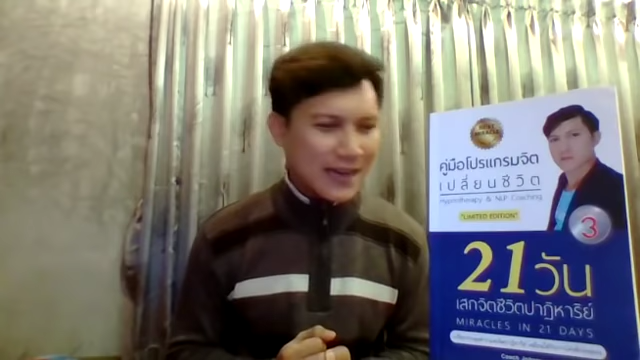 คู่มือโปรแกรมจิต
เปลี่ยนชีวิต
Hypnotherapy & NLP Coaching
"LIMITED EDITION"
3
21 วัน
เสกจิตชีวิตปาฏิหาริย์
MIRACLES IN 21 DAYS
Coach